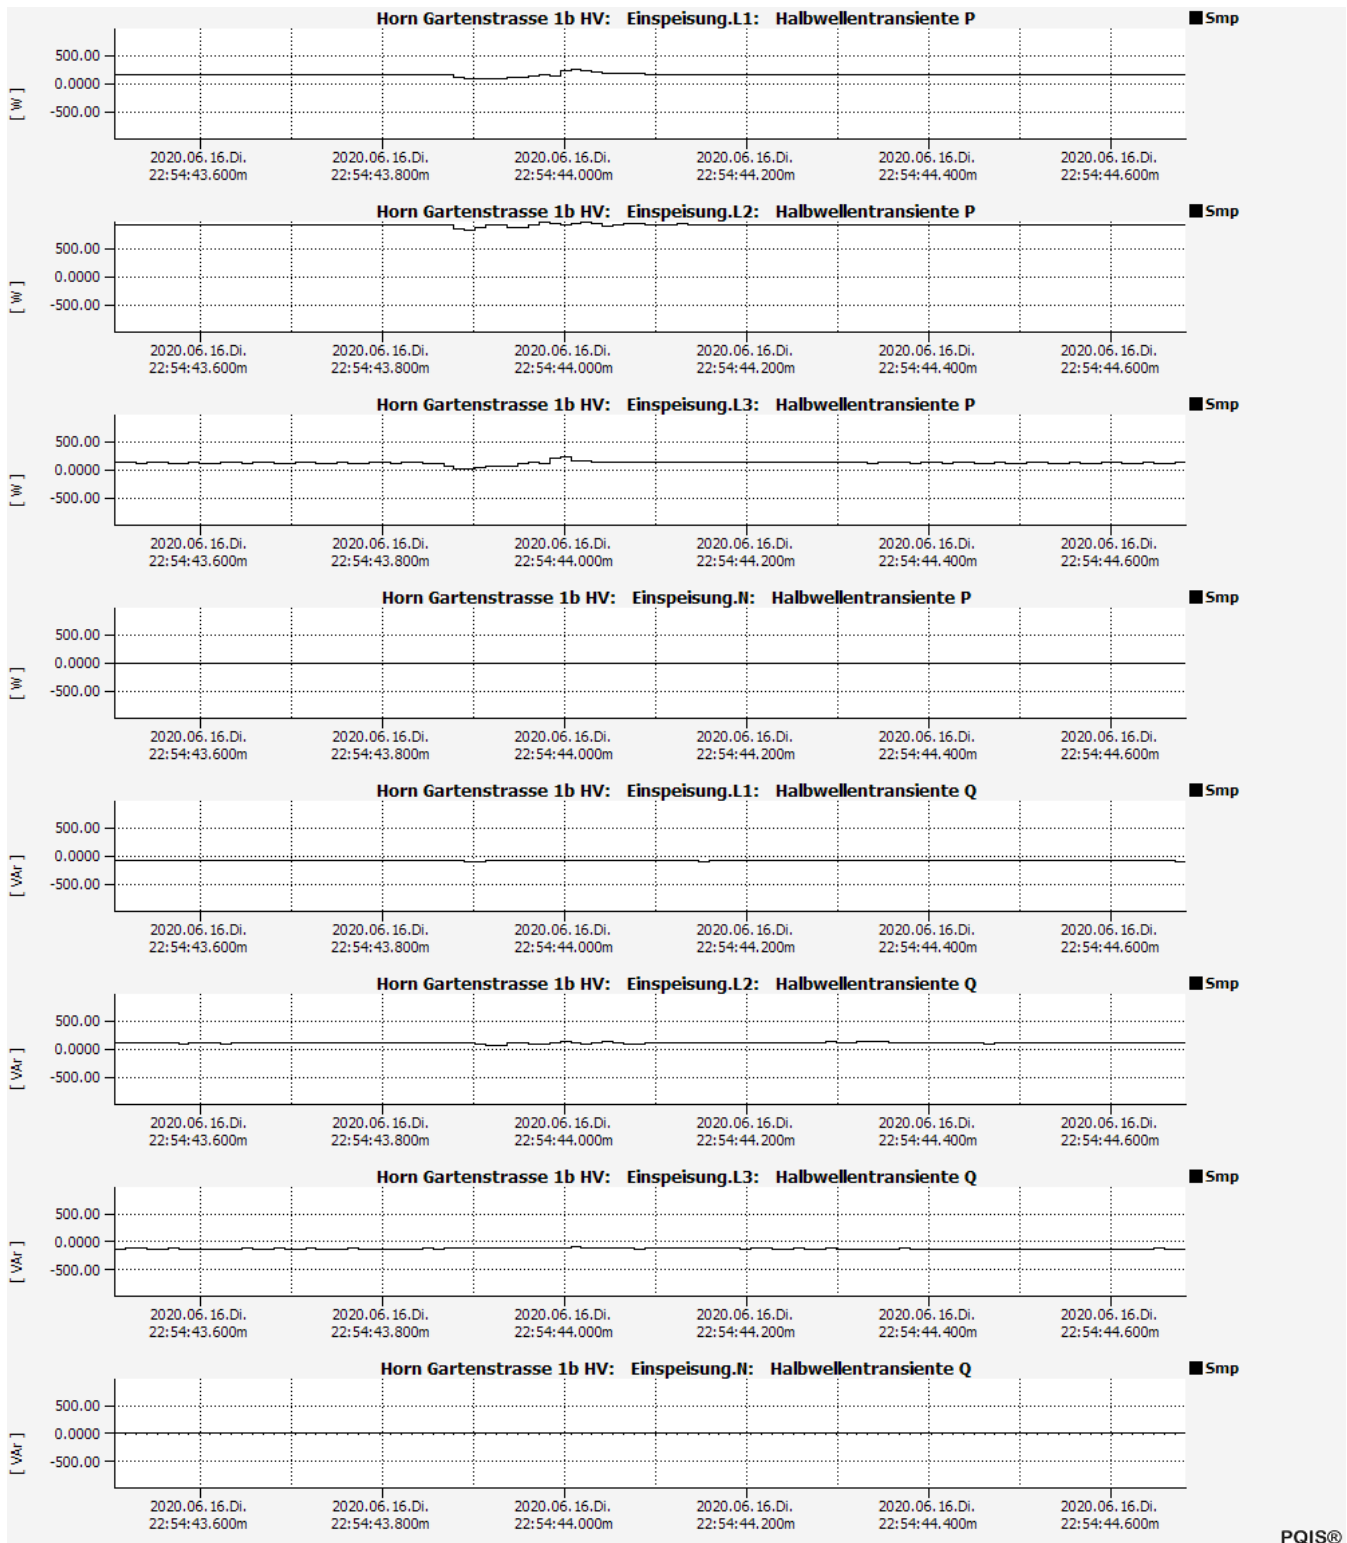 Horn Gartenstrasse 1b HV: Einspeisung.L1: Halbwellentransiente P
Smp
500.00
0.0000
-500.00
[ W ]
2020.06.16.Di. 2020.06.16.Di. 2020.06.16.Di. 2020.06.16.Di. 2020.06.16.Di. 2020.06.16.Di.
22:54:43.600m 22:54:43.800m 22:54:44.000m 22:54:44.200m 22:54:44.400m 22:54:44.600m
Horn Gartenstrasse 1b HV: Einspeisung.L2: Halbwellentransiente P
Smp
500.00
0.0000
-500.00
[ W ]
2020.06.16.Di. 2020.06.16.Di. 2020.06.16.Di. 2020.06.16.Di. 2020.06.16.Di. 2020.06.16.Di.
22:54:43.600m 22:54:43.800m 22:54:44.000m 22:54:44.200m 22:54:44.400m 22:54:44.600m
Horn Gartenstrasse 1b HV: Einspeisung.L3: Halbwellentransiente P
Smp
500.00
0.0000
-500.00
[ W ]
2020.06.16.Di. 2020.06.16.Di. 2020.06.16.Di. 2020.06.16.Di. 2020.06.16.Di. 2020.06.16.Di.
22:54:43.600m 22:54:43.800m 22:54:44.000m 22:54:44.200m 22:54:44.400m 22:54:44.600m
Horn Gartenstrasse 1b HV: Einspeisung.N: Halbwellentransiente P
Smp
500.00
0.0000
-500.00
[ W ]
2020.06.16.Di. 2020.06.16.Di. 2020.06.16.Di. 2020.06.16.Di. 2020.06.16.Di. 2020.06.16.Di.
22:54:43.600m 22:54:43.800m 22:54:44.000m 22:54:44.200m 22:54:44.400m 22:54:44.600m
Horn Gartenstrasse 1b HV: Einspeisung.L1: Halbwellentransiente Q
Smp
500.00
0.0000
-500.00
[ VAr ]
2020.06.16.Di. 2020.06.16.Di. 2020.06.16.Di. 2020.06.16.Di. 2020.06.16.Di. 2020.06.16.Di.
22:54:43.600m 22:54:43.800m 22:54:44.000m 22:54:44.200m 22:54:44.400m 22:54:44.600m
Horn Gartenstrasse 1b HV: Einspeisung.L2: Halbwellentransiente Q
Smp
500.00
0.0000
-500.00
[ VAr ]
2020.06.16.Di. 2020.06.16.Di. 2020.06.16.Di. 2020.06.16.Di. 2020.06.16.Di. 2020.06.16.Di.
22:54:43.600m 22:54:43.800m 22:54:44.000m 22:54:44.200m 22:54:44.400m 22:54:44.600m
Horn Gartenstrasse 1b HV: Einspeisung.L3: Halbwellentransiente Q
Smp
500.00
0.0000
-500.00
[ VAr ]
2020.06.16.Di. 2020.06.16.Di. 2020.06.16.Di. 2020.06.16.Di. 2020.06.16.Di. 2020.06.16.Di.
22:54:43.600m 22:54:43.800m 22:54:44.000m 22:54:44.200m 22:54:44.400m 22:54:44.600m
Horn Gartenstrasse 1b HV: Einspeisung.N: Halbwellentransiente Q
Smp
500.00
0.0000
-500.00
[ VAr ]
2020.06.16.Di. 2020.06.16.Di. 2020.06.16.Di. 2020.06.16.Di. 2020.06.16.Di. 2020.06.16.Di.
22:54:43.600m 22:54:43.800m 22:54:44.000m 22:54:44.200m 22:54:44.400m 22:54:44.600m
PQIS®